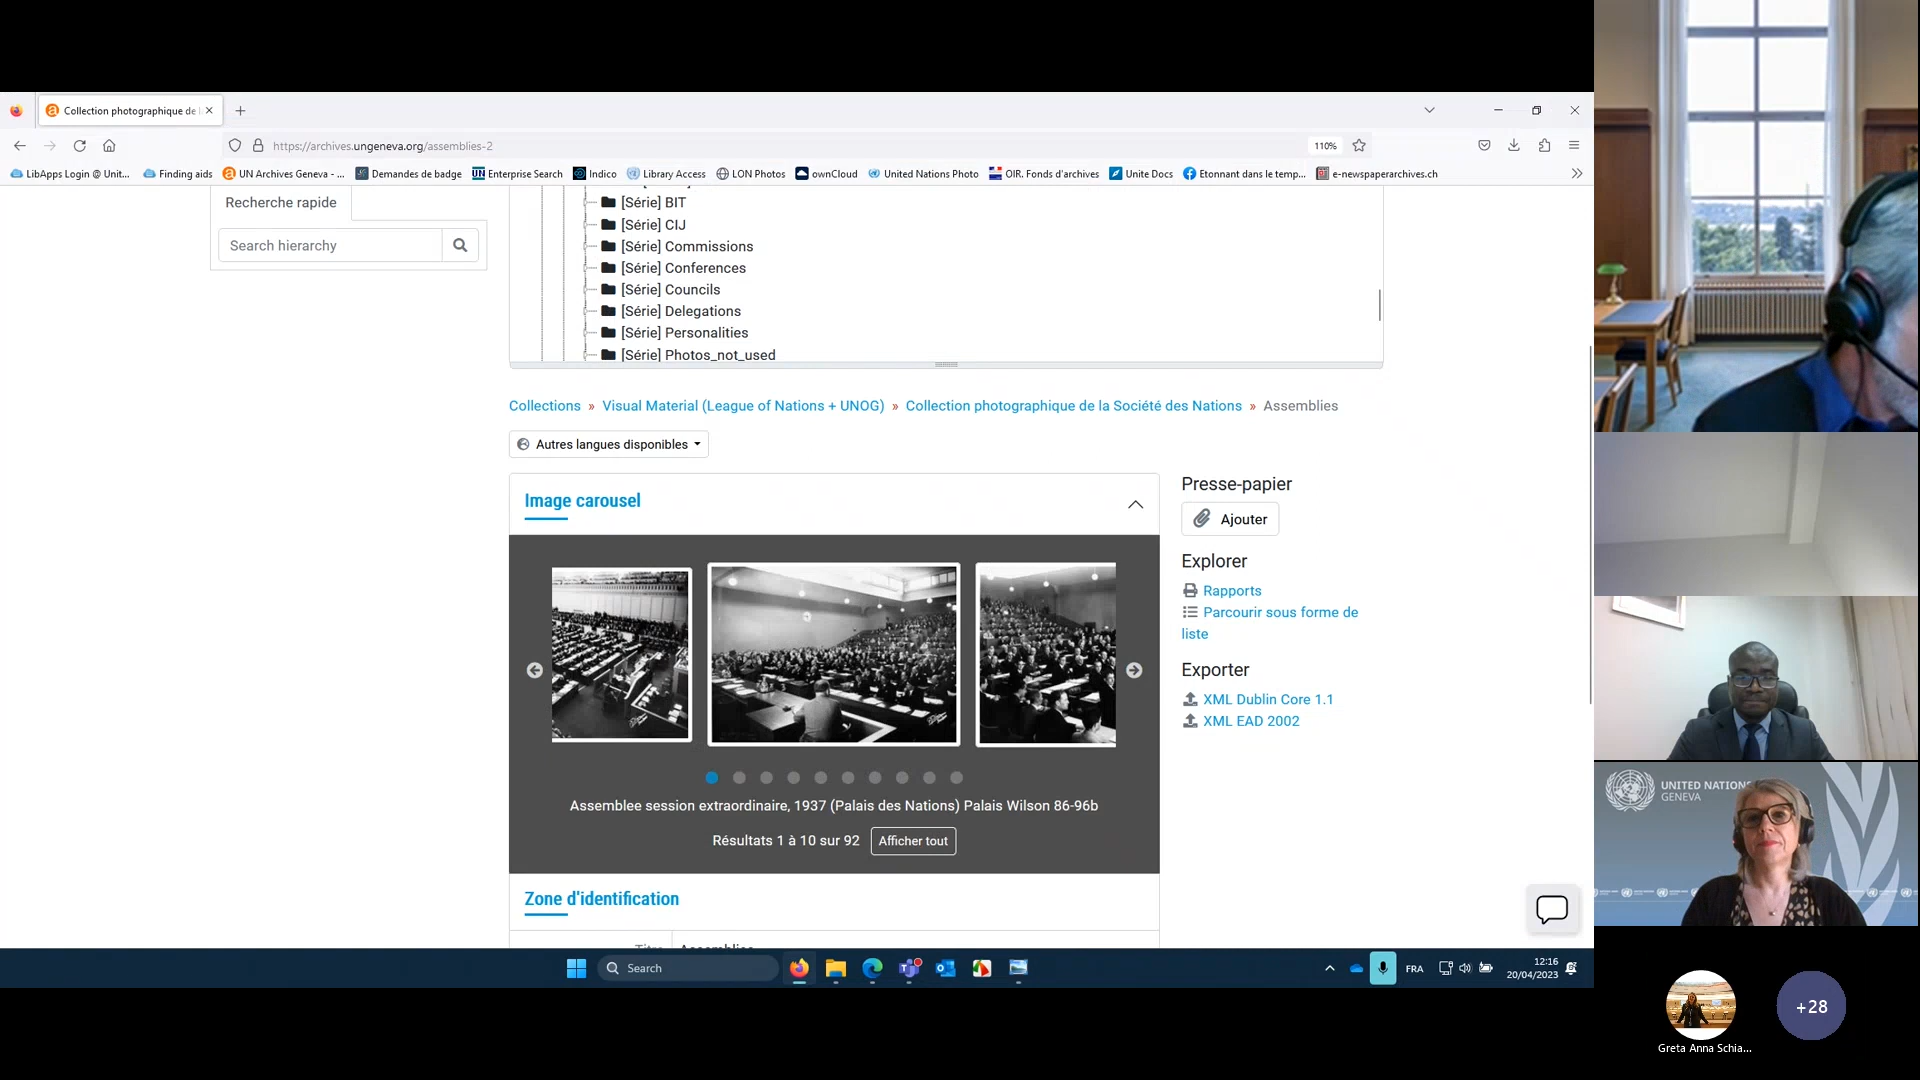 Collection photographique de
https://archives.ungeneva.org/assemblies-2
110%
LibApps Login @ Unit...
Finding aids
UN Archives Geneva - ...
Demandes de badge
UN Enterprise Search
Indico
Library Access
LON Photos
ownCloud
United Nations Photo
OIR. Fonds d'archives
Unite Docs
Etonnant dans le temp...
e-newspaperarchives.ch
Recherche rapide
Search hierarchy
[Série] BIT
[Série] CIJ
[Série] Commissions
[Série] Conferences
[Série] Councils
[Série] Delegations
[Série] Personalities
[Série] Photos_not_used
Collections » Visual Material (League of Nations + UNOG) » Collection photographique de la Société des Nations » Assemblies
Autres langues disponibles
Image carousel
Assemblee session extraordinaire, 1937 (Palais des Nations) Palais Wilson 86-96b
Résultats 1 à 10 sur 92
Afficher tout
Zone d'identification
Titre
Assemblies
Presse-papier
Ajouter
Explorer
Rapports
Parcourir sous forme de
liste
Exporter
XML Dublin Core 1.1
XML EAD 2002
Search
FRA
12:16
20/04/2023
UNITED NATIONS
GENEVA
Greta Anna Schia...
+28